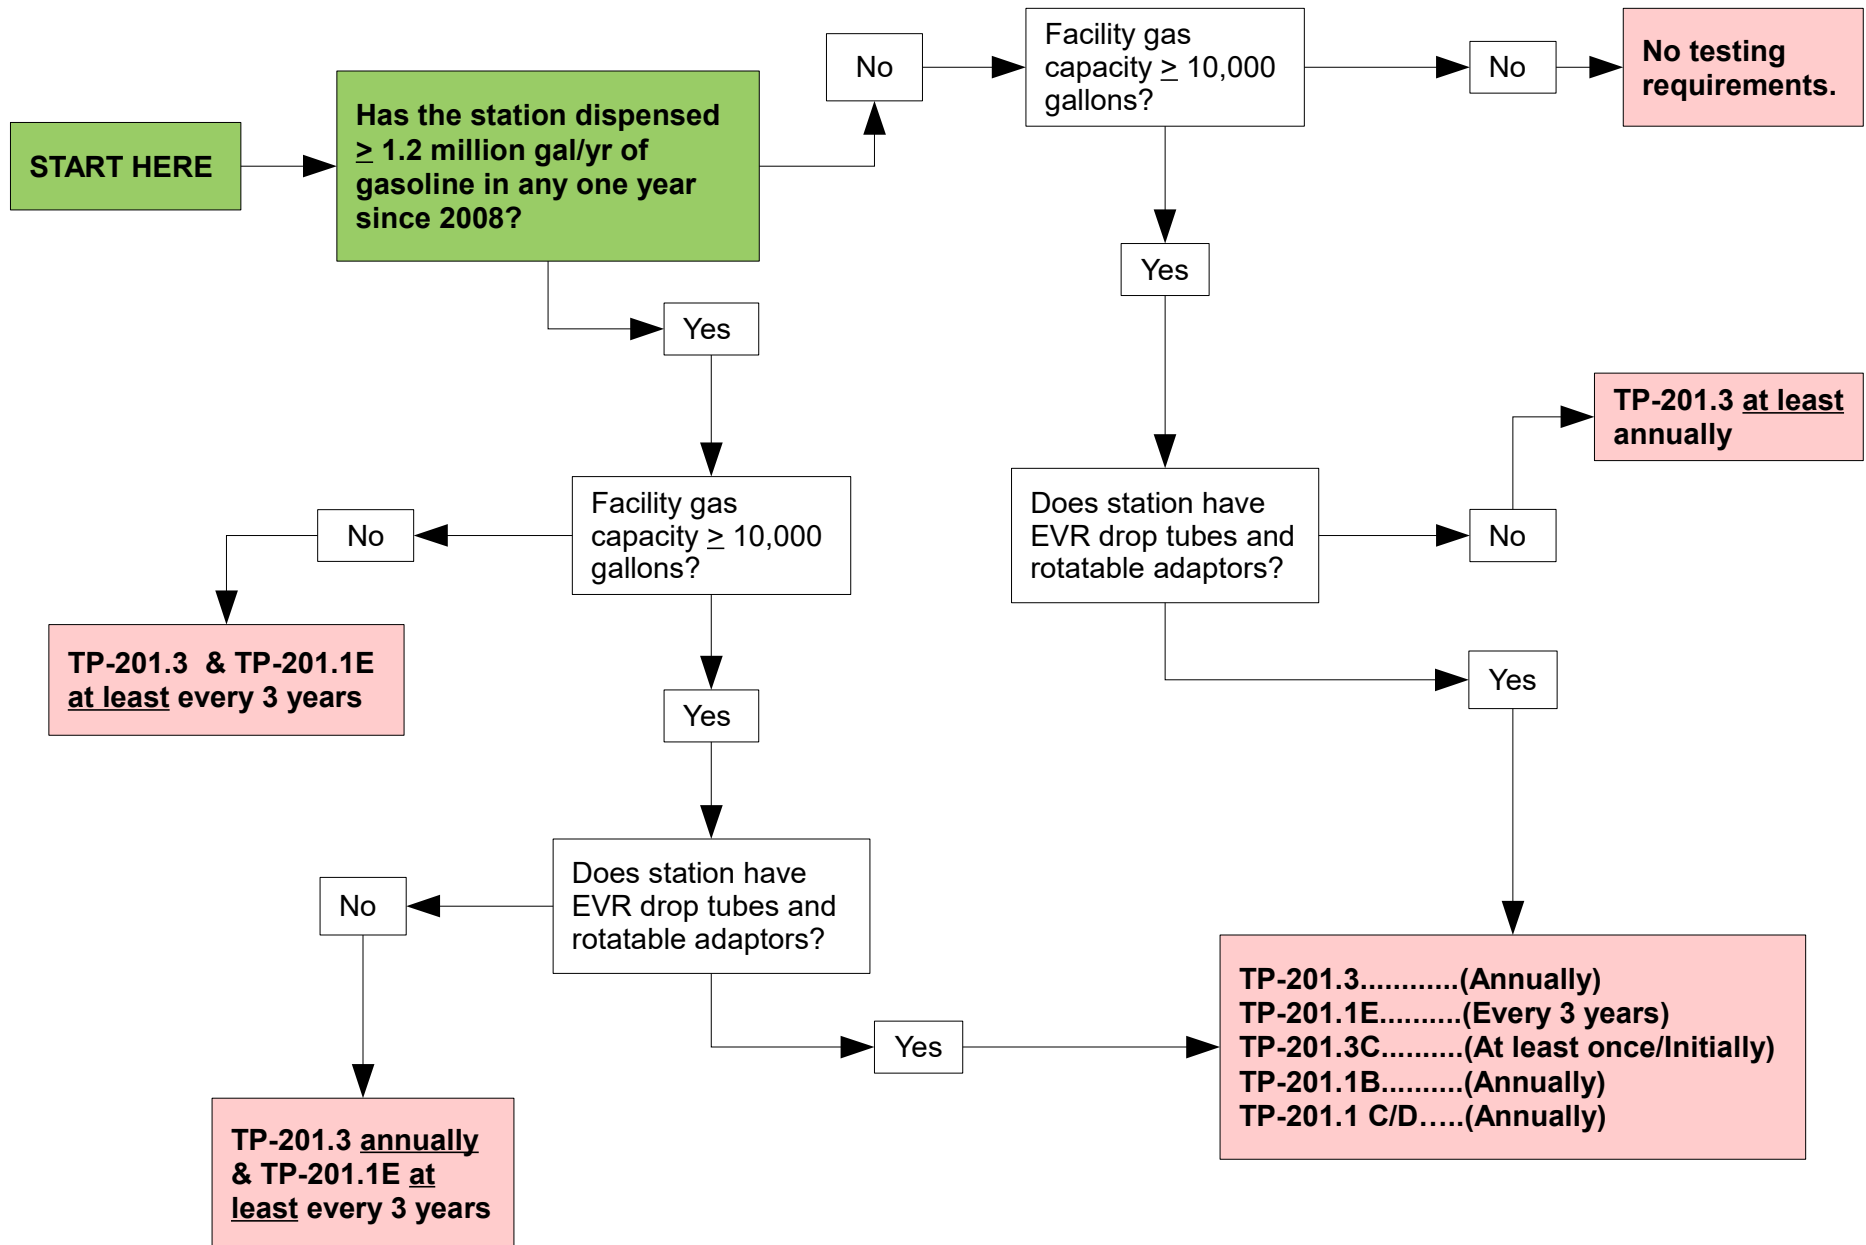 START HERE
Has the station dispensed
≥ 1.2 million gal/yr of
gasoline in any one year
since 2008?
No
Facility gas
capacity ≥ 10,000
gallons?
No
No testing
requirements.
Yes
Yes
Facility gas
capacity ≥ 10,000
gallons?
No
TP-201.3  & TP-201.1E
at least every 3 years
Does station have
EVR drop tubes and
rotatable adaptors?
No
TP-201.3 at least
annually
Yes
Yes
Does station have
EVR drop tubes and
rotatable adaptors?
No
TP-201.3 annually
& TP-201.1E at
least every 3 years
Yes
TP-201.3............(Annually)
TP-201.1E..........(Every 3 years)
TP-201.3C..........(At least once/Initially)
TP-201.1B..........(Annually)
TP-201.1 C/D…..(Annually)